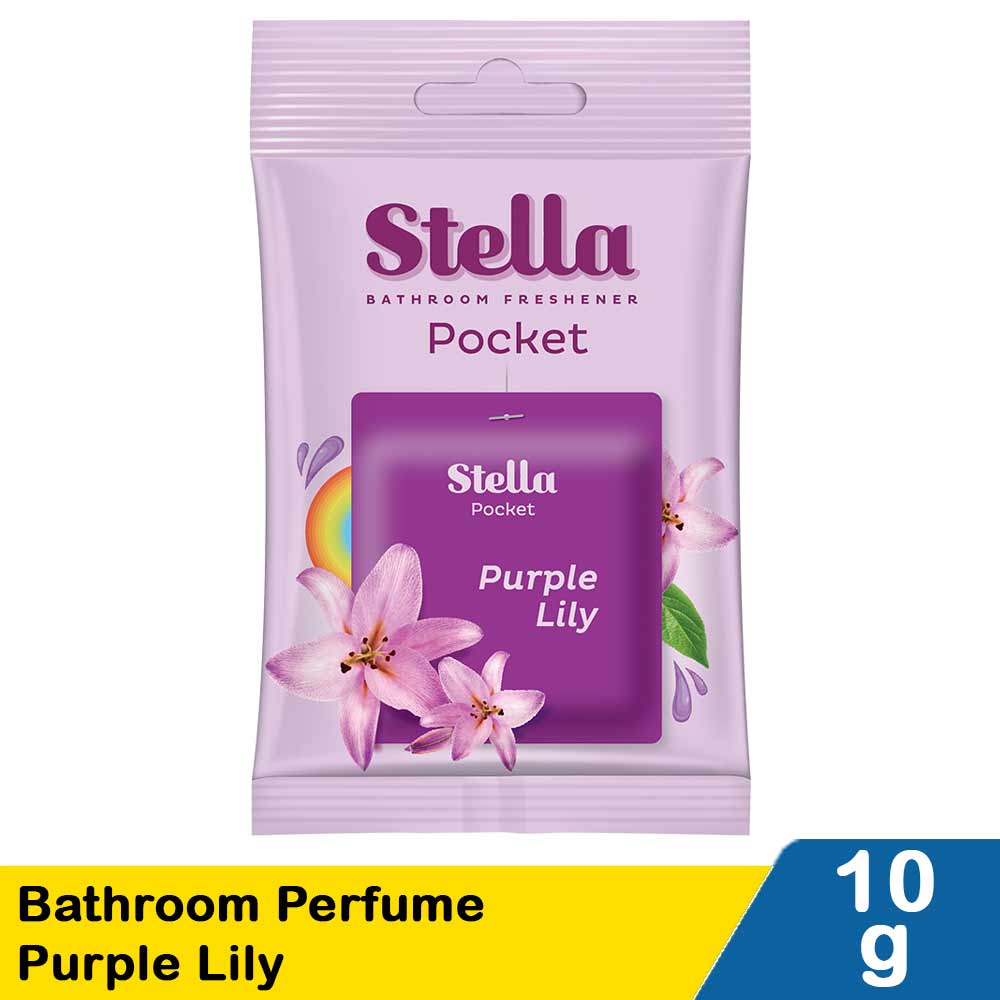 Stella
BATHROOM FRESHENER
Pocket
Stella
Pocket
Purple
Lily
Bathroom Perfume
Purple Lily
10
g